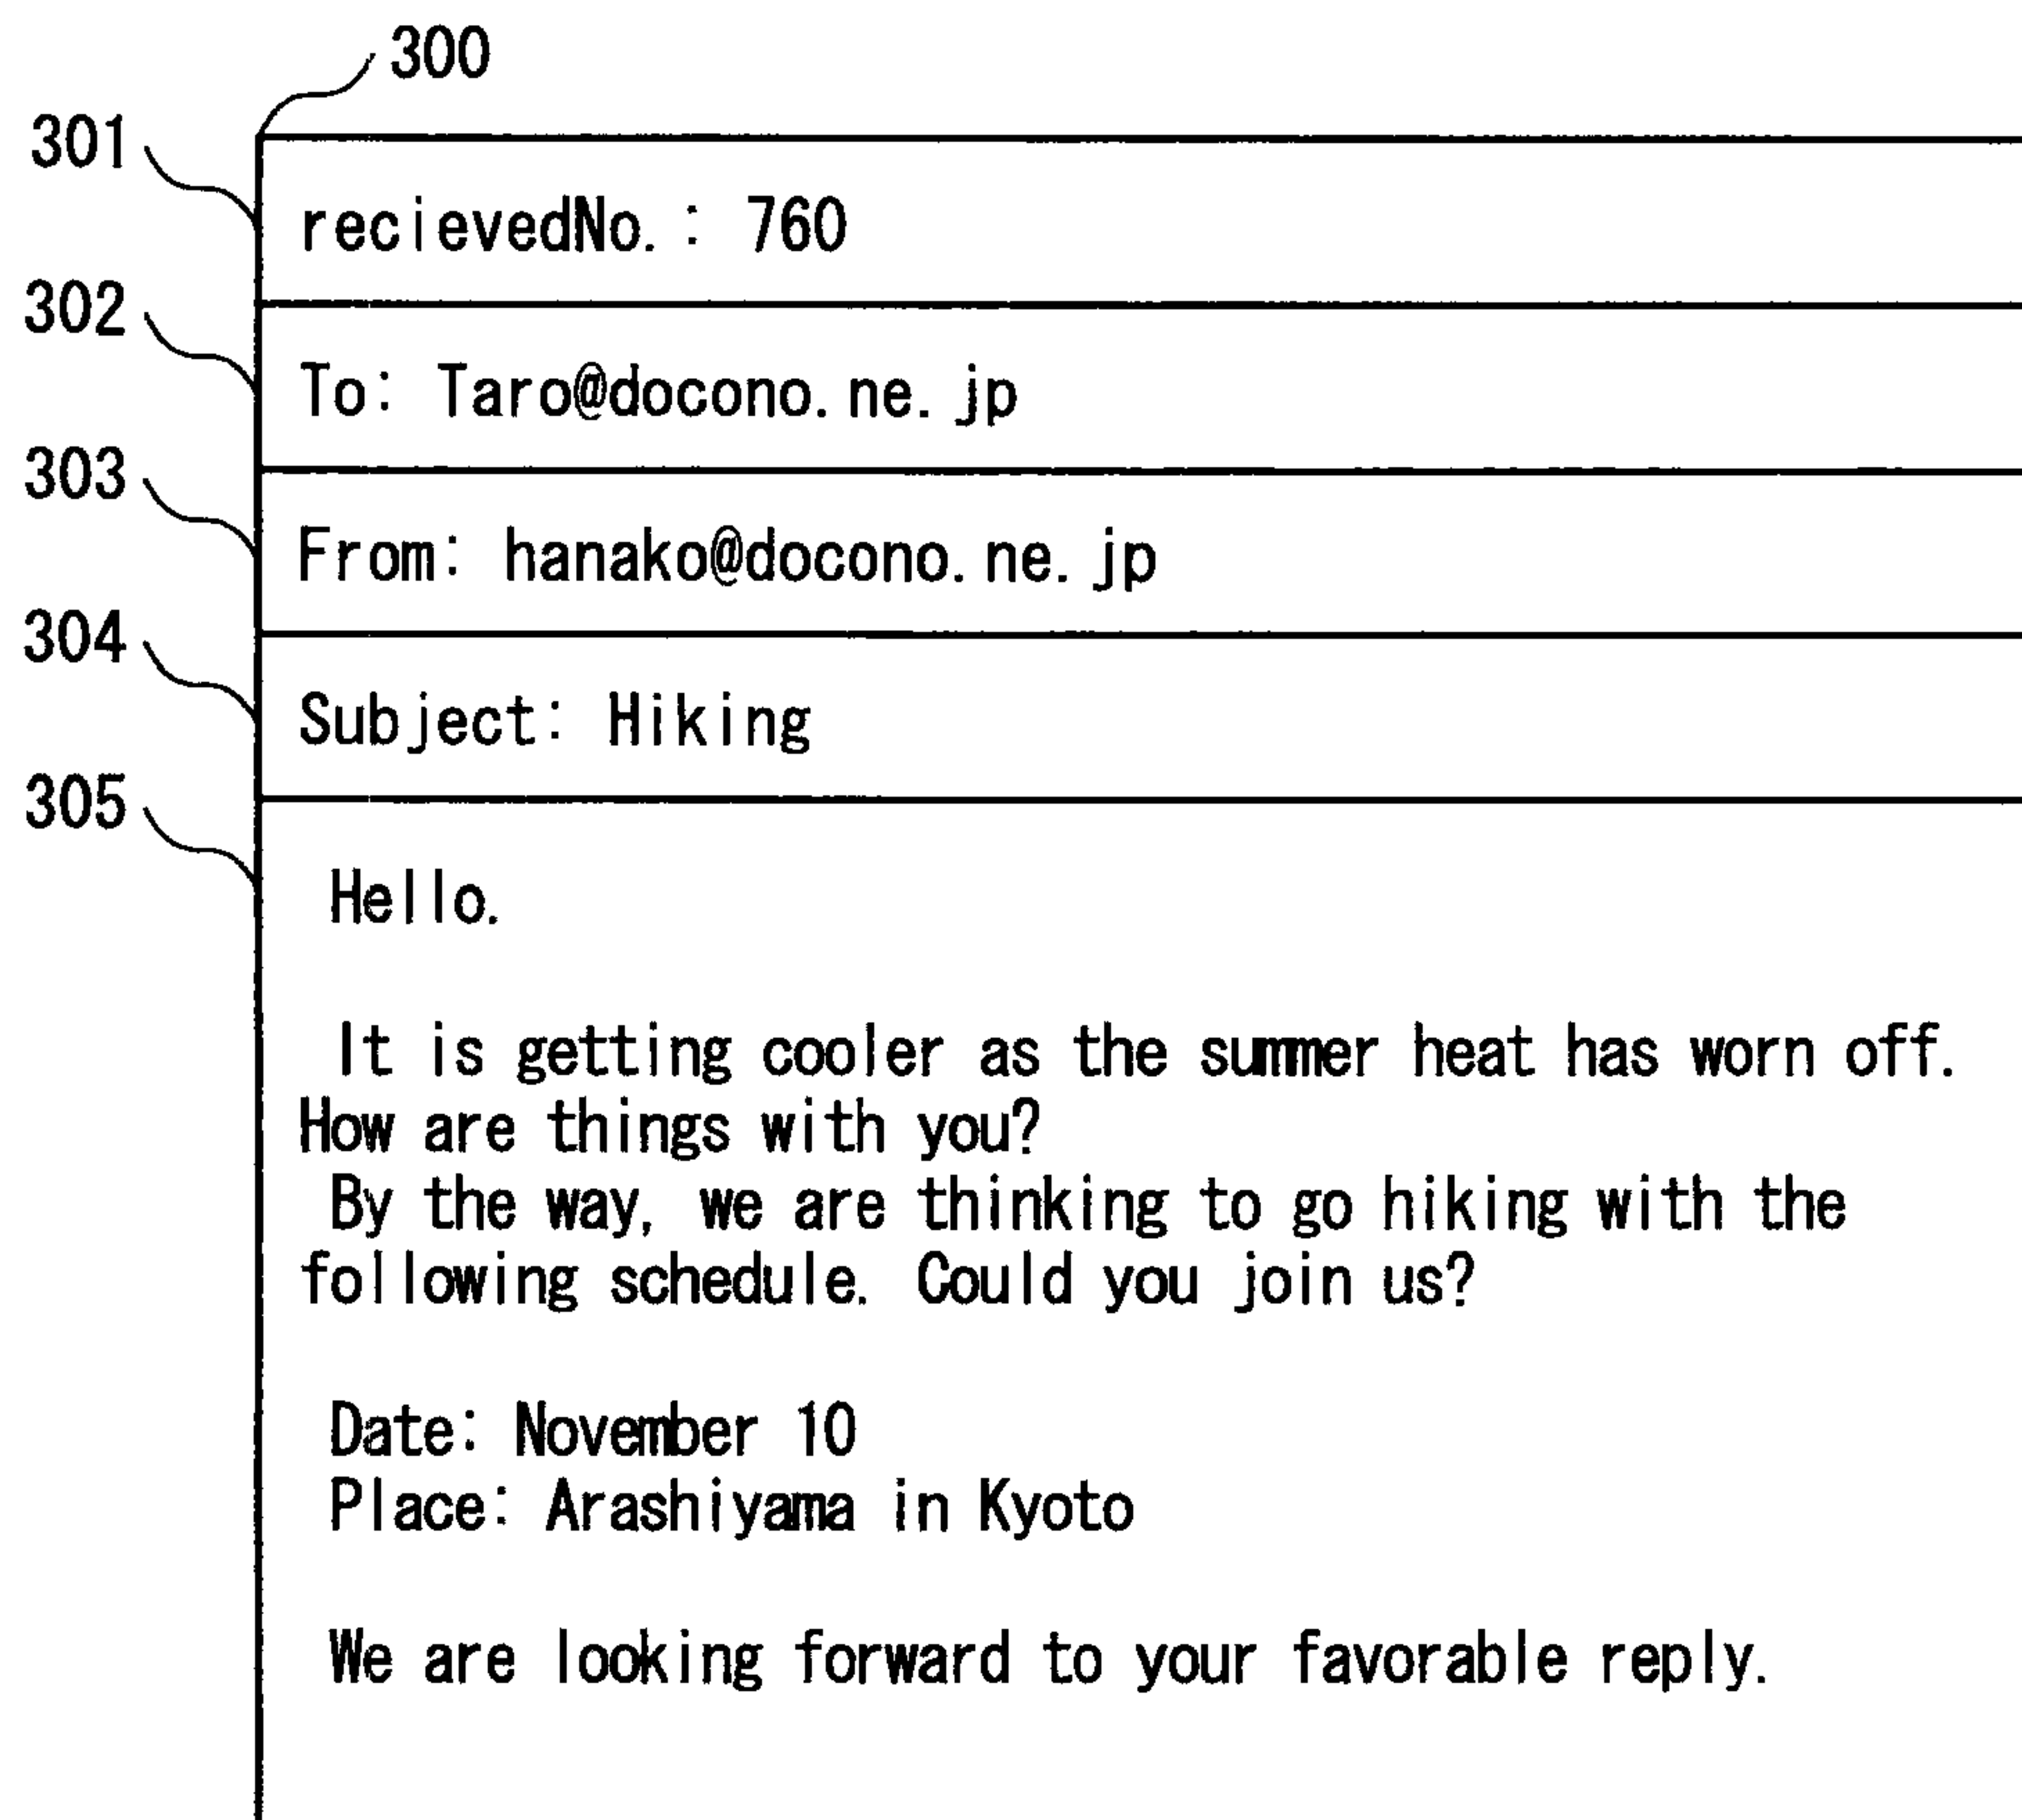 300
301
recievedNo.: 760
302
To: Taro@docono.ne.jp
303
From: hanako@docono.ne.jp
304
Subject: Hiking
305
Hello.
It is getting cooler as the summer heat has worn off.
How are things with you?
By the way, we are thinking to go hiking with the
following schedule. Could you join us?
Date: November 10
Place: Arashiyama in Kyoto
We are looking forward to your favorable reply.